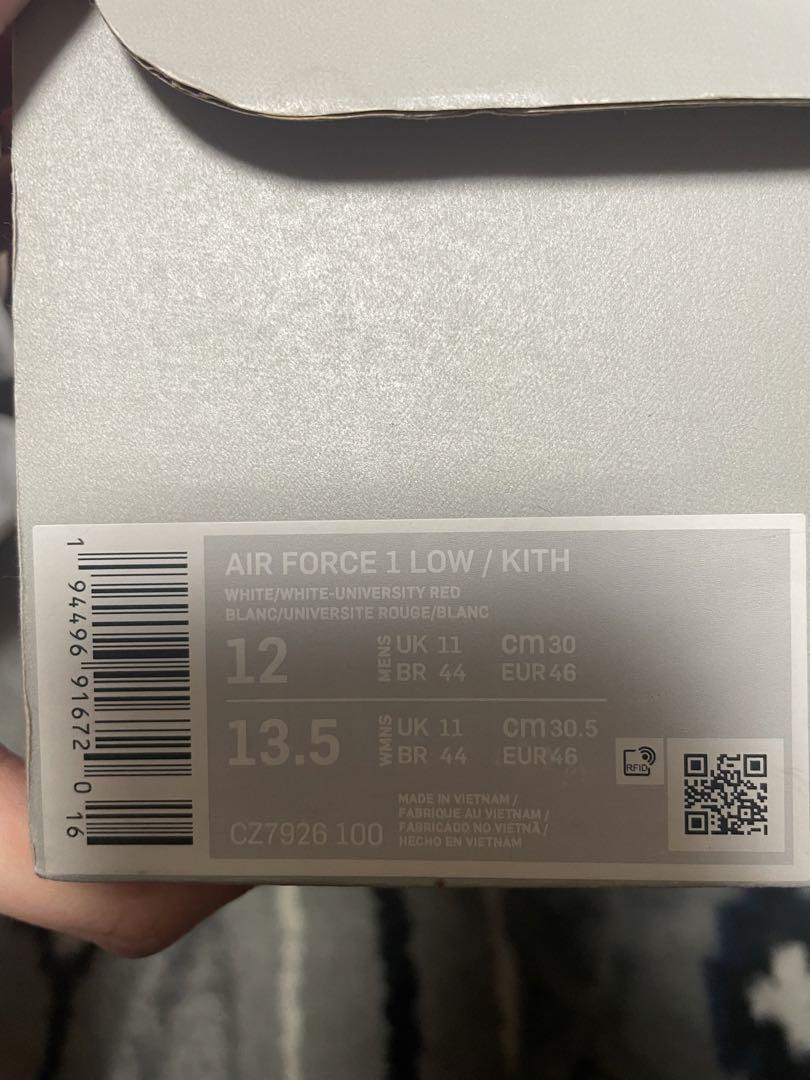 AIR FORCE 1 LOW / KITH
WHITE/WHITE-UNIVERSITY RED
BLANC/UNIVERSITE ROUGE/BLANC
12 MENS UK 11 cm 30
BR 44 EUR 46
13.5 WMNS UK 11 cm 30.5
BR 44 EUR 46
RFID
CZ7926 100
MADE IN VIETNAM /
FABRIQUE AU VIETNAM /
FABRICADO NO VIETNÃ /
HECHO EN VIETNAM
1 94496 91672 0 16